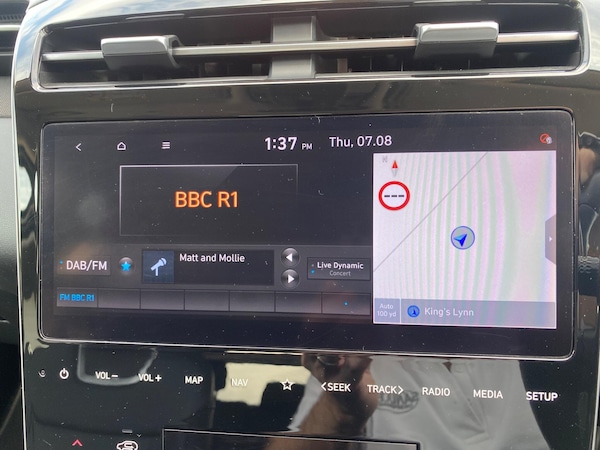 1:37 PM Thu, 07.08
BBC R1
N
DAB/FM
Matt and Mollie
Live Dynamic
Concert
FM BBC R1
Auto
100 yd
King's Lynn
VOL− VOL+ MAP NAV <SEEK TRACK> RADIO MEDIA SETUP